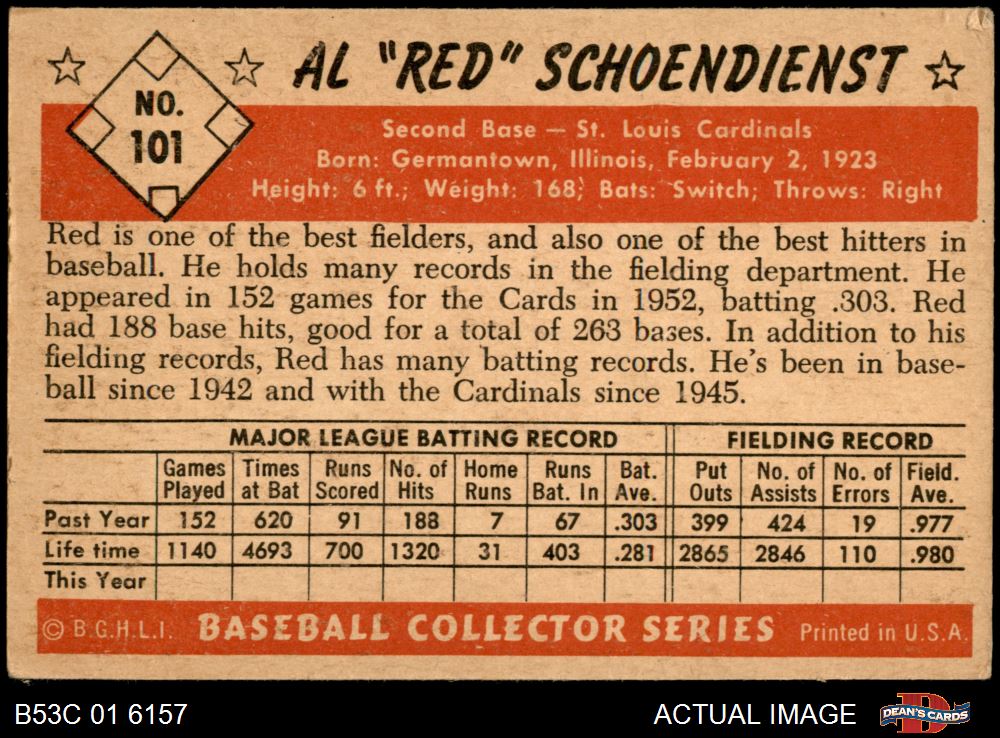 AL "RED" SCHOENDIENST
NO.
101
Second Base — St. Louis Cardinals
Born: Germantown, Illinois, February 2, 1923
Height: 6 ft.; Weight: 168; Bats: Switch; Throws: Right
Red is one of the best fielders, and also one of the best hitters in
baseball. He holds many records in the fielding department. He
appeared in 152 games for the Cards in 1952, batting .303. Red
had 188 base hits, good for a total of 263 bases. In addition to his
fielding records, Red has many batting records. He's been in base-
ball since 1942 and with the Cardinals since 1945.
MAJOR LEAGUE BATTING RECORD FIELDING RECORD
Games Times Runs No. of Home Runs Bat. Put No. of No. of Field.
Played at Bat Scored Hits Runs Bat. In Ave. Outs Assists Errors Ave.
Past Year 152 620 91 188 7 67 .303 399 424 19 .977
Life time 1140 4693 700 1320 31 403 .281 2865 2846 110 .980
This Year
© B.G.H.L.I. BASEBALL COLLECTOR SERIES Printed in U.S.A.
B53C 01 6157 ACTUAL IMAGE DEAN'S CARDS